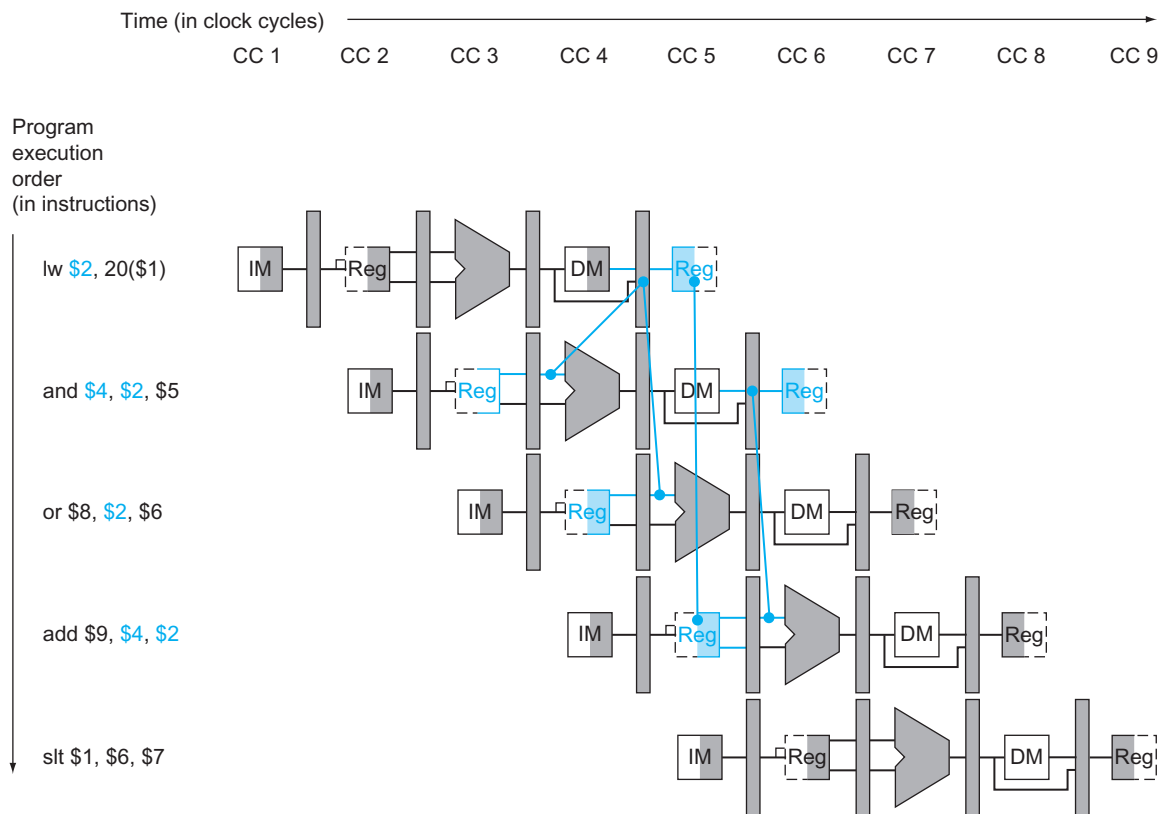 Time (in clock cycles)
CC 1 CC 2 CC 3 CC 4 CC 5 CC 6 CC 7 CC 8 CC 9
Program
execution
order
(in instructions)
lw $2, 20($1) IM Reg DM Reg
and $4, $2, $5 IM Reg DM Reg
or $8, $2, $6 IM Reg DM Reg
add $9, $4, $2 IM Reg DM Reg
slt $1, $6, $7 IM Reg DM Reg